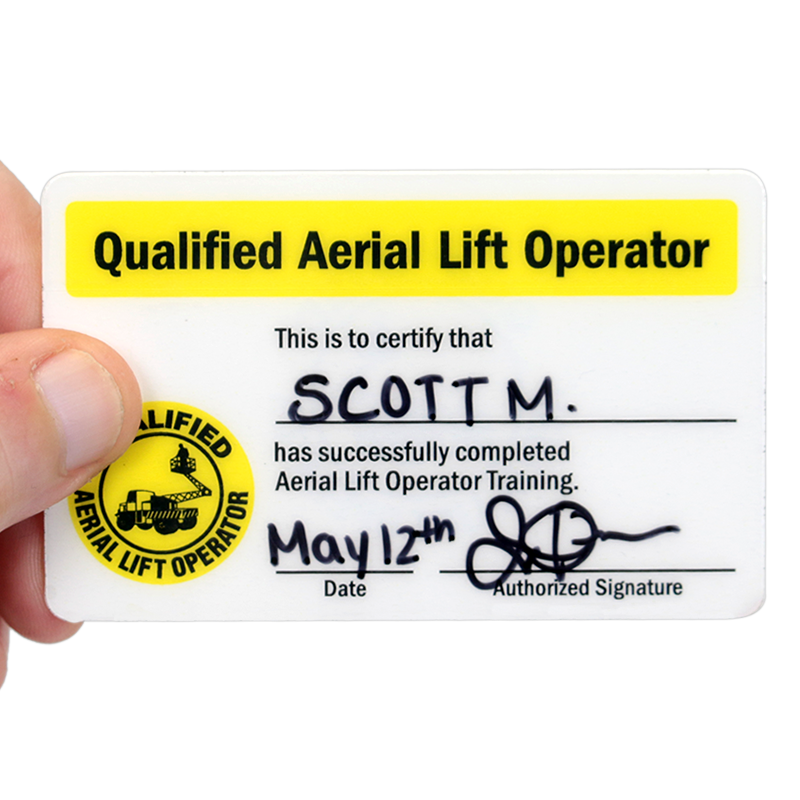 Qualified Aerial Lift Operator
This is to certify that
SCOTT M.
has successfully completed
Aerial Lift Operator Training.
May 12th
Date
Authorized Signature
ALIFIED
AERIAL LIFT OPERATOR